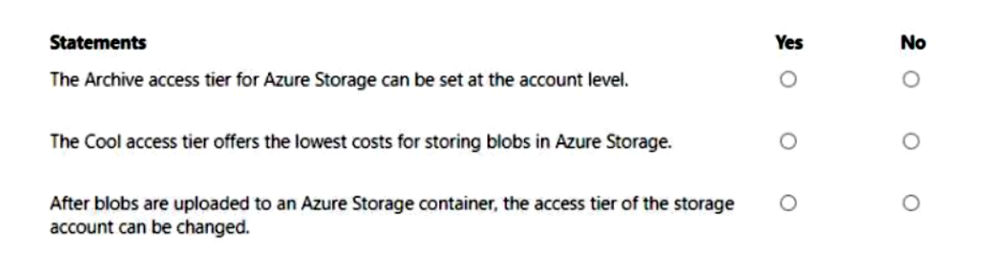 Statements Yes No
The Archive access tier for Azure Storage can be set at the account level.
The Cool access tier offers the lowest costs for storing blobs in Azure Storage.
After blobs are uploaded to an Azure Storage container, the access tier of the storage
account can be changed.